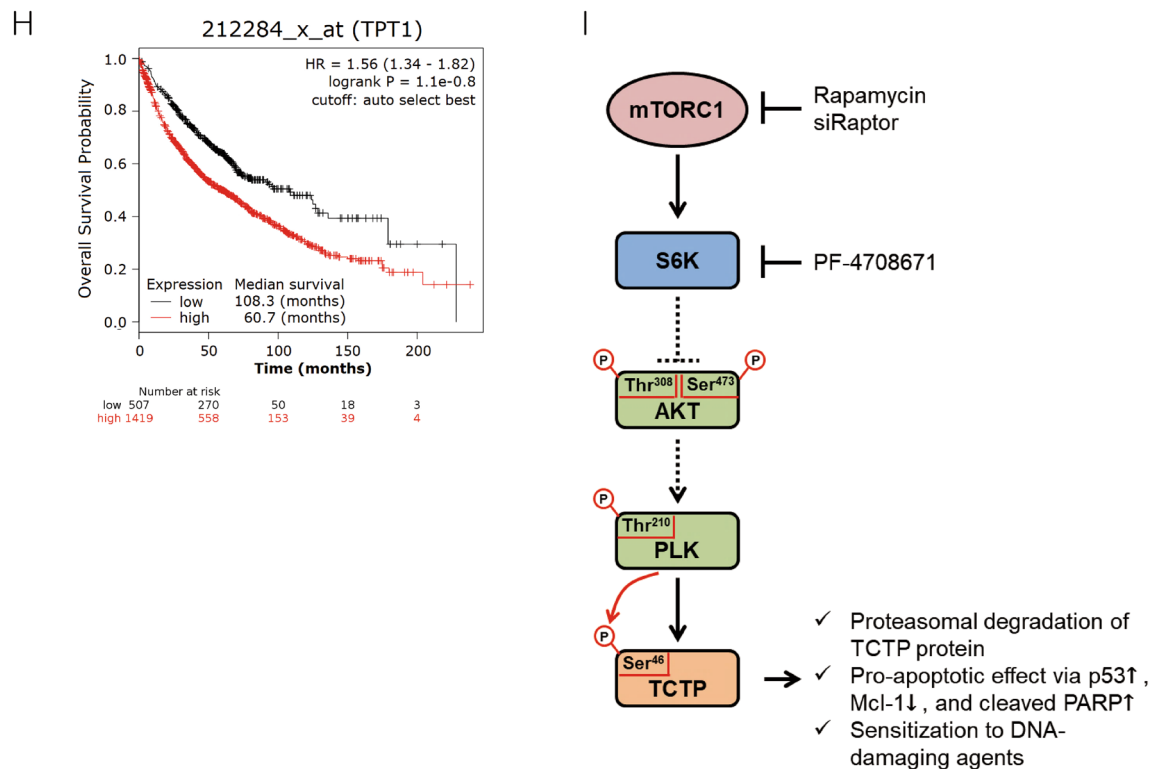 H
212284_x_at (TPT1)
HR = 1.56 (1.34 - 1.82)
logrank P = 1.1e-0.8
cutoff: auto select best
Overall Survival Probability
1.0
0.8
0.6
0.4
0.2
0.0
Expression Median survival
low 108.3 (months)
high 60.7 (months)
0 50 100 150 200
Time (months)
Number at risk
low 507 270 50 18 3
high 1419 558 153 39 4
I
mTORC1
Rapamycin
siRaptor
S6K
PF-4708671
P P
Thr³⁰⁸ Ser⁴⁷³
AKT
P
Thr²¹⁰
PLK
P
Ser⁴⁶
TCTP
✓ Proteasomal degradation of
TCTP protein
✓ Pro-apoptotic effect via p53↑,
Mcl-1↓, and cleaved PARP↑
✓ Sensitization to DNA-
damaging agents